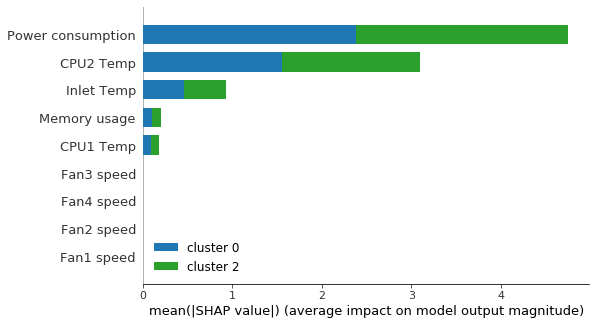 Power consumption
CPU2 Temp
Inlet Temp
Memory usage
CPU1 Temp
Fan3 speed
Fan4 speed
Fan2 speed
Fan1 speed
cluster 0
cluster 2
0 1 2 3 4
mean(|SHAP value|) (average impact on model output magnitude)